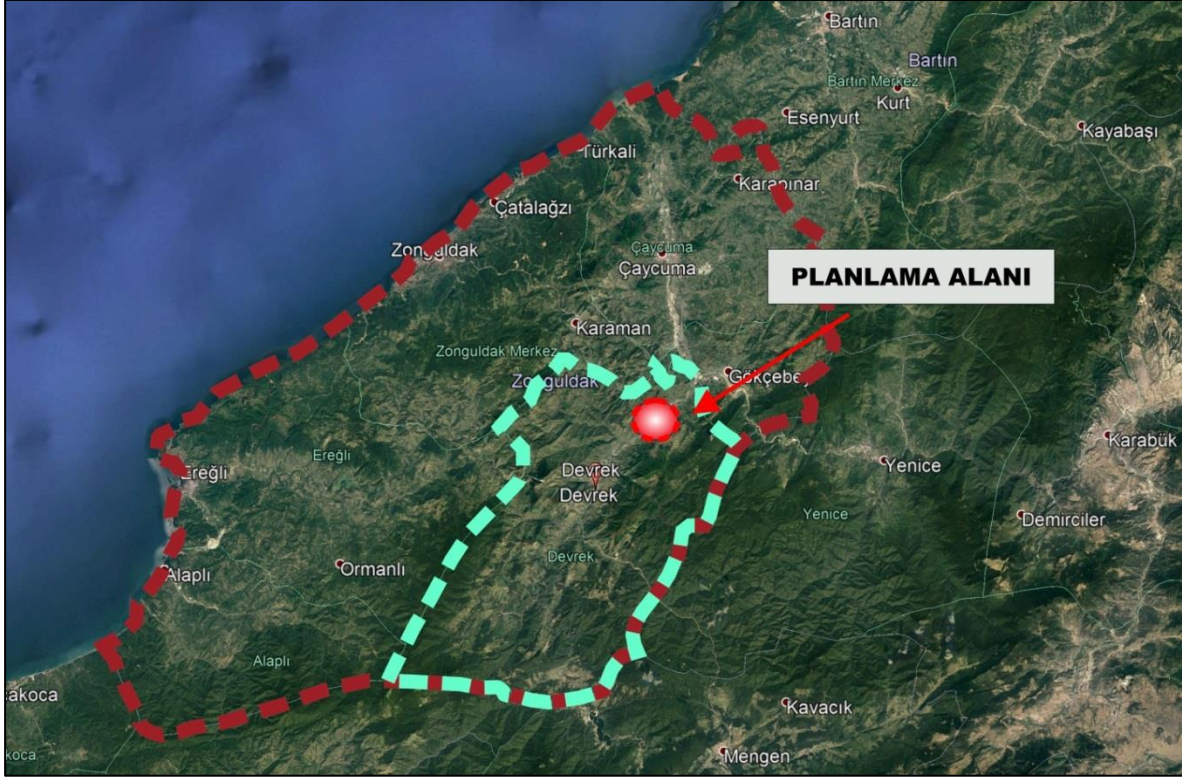 Bartın
Bartın
Bartın Merkez
Kurt
Esenyurt
Kayabaşı
Türkali
Karapınar
Çatalağzı
Zonguldak
Çaycuma
Çaycuma
PLANLAMA ALANI
Karaman
Zonguldak Merkez
Zonguldak
Gökçebey
Karabük
Ereğli
Ereğli
Yenice
Devrek
Devrek
Yenice
Demirciler
Devrek
Ormanlı
Alaplı
Alaplı
akoca
Kavacık
koca
Mengen